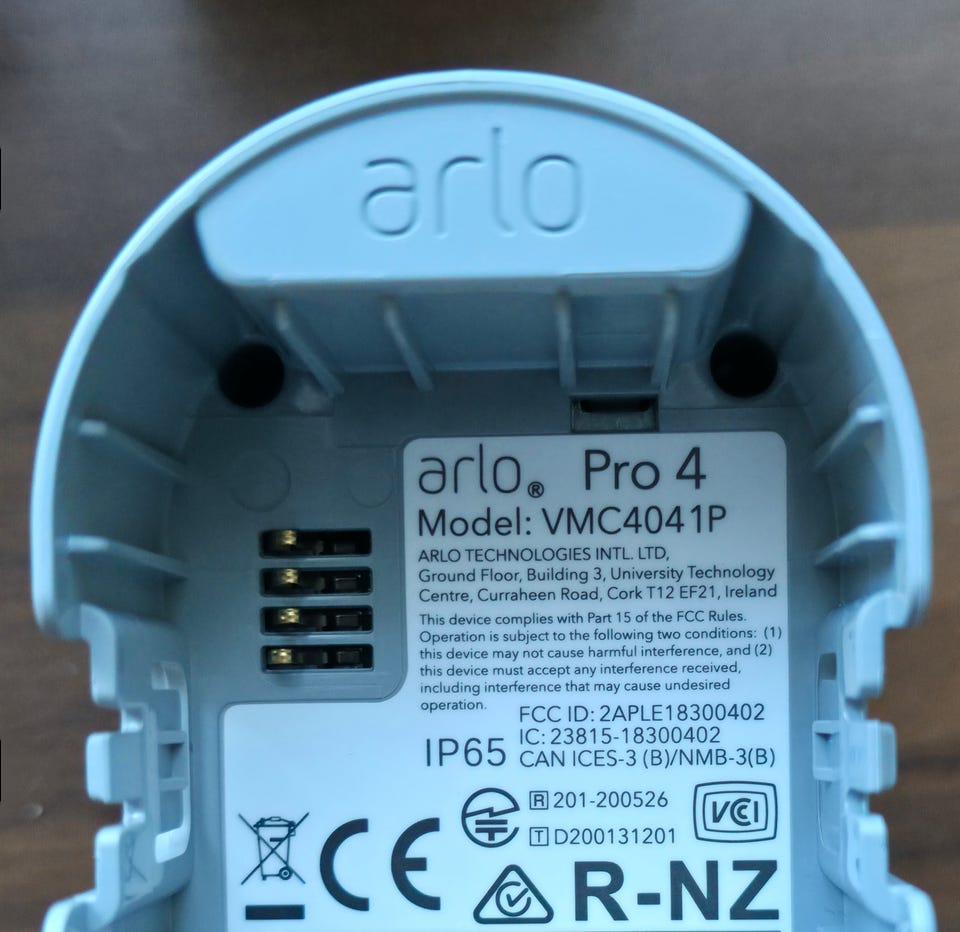 arlo
arlo® Pro 4
Model: VMC4041P
ARLO TECHNOLOGIES INTL. LTD,
Ground Floor, Building 3, University Technology
Centre, Curraheen Road, Cork T12 EF21, Ireland
This device complies with Part 15 of the FCC Rules.
Operation is subject to the following two conditions: (1)
this device may not cause harmful interference, and (2)
this device must accept any interference received,
including interference that may cause undesired
operation.
FCC ID: 2APLE18300402
IC: 23815-18300402
IP65 CAN ICES-3 (B)/NMB-3(B)
R 201-200526
T D200131201
VCI
CE
R-NZ